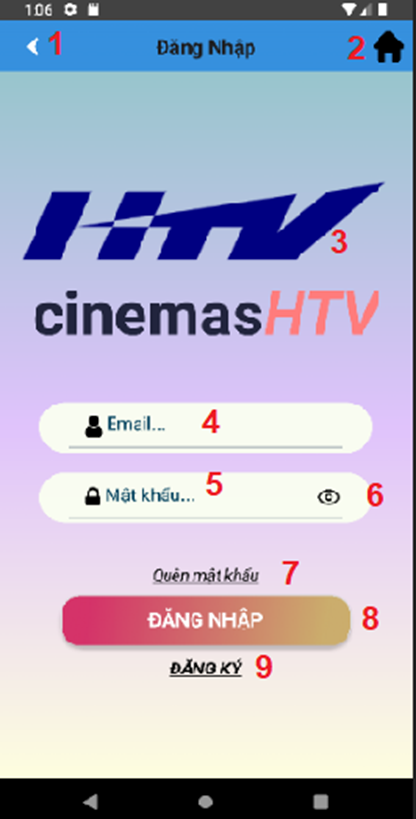 1:06
1 Đăng Nhập 2
HTV 3
cinemasHTV
Email... 4
Mật khẩu... 5
6
Quên mật khẩu 7
ĐĂNG NHẬP 8
ĐĂNG KÝ 9